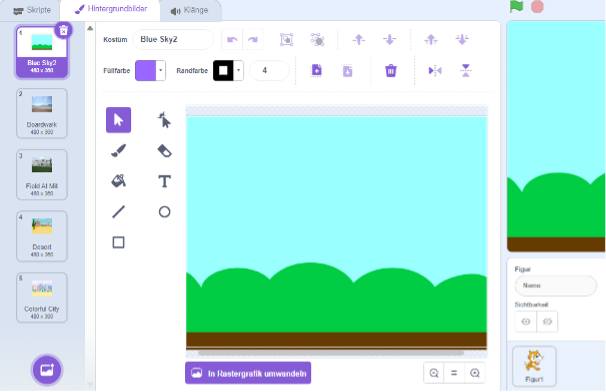 Skripte
Hintergrundbilder
Klänge
1
Blue Sky2
480 x 360
2
Boardwalk
480 x 360
3
Field At Mill
480 x 360
4
Desert
480 x 360
5
Colorful City
480 x 360
Kostüm
Blue Sky2
Füllfarbe
Randfarbe
4
T
In Rastergrafik umwandeln
Figur
Name
Sichtbarkeit
Figur1